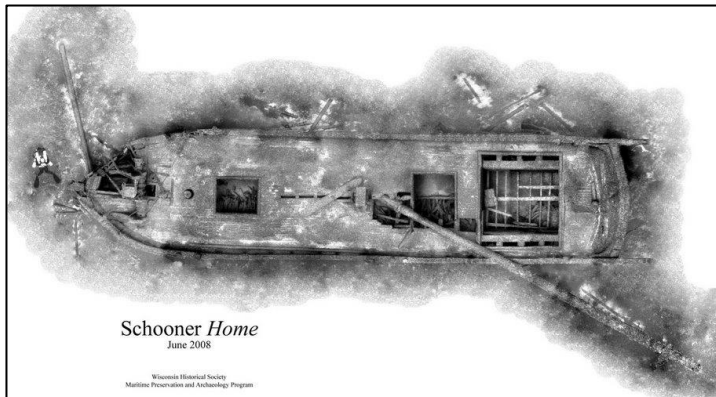 Schooner Home
June 2008
Wisconsin Historical Society
Maritime Preservation and Archaeology Program